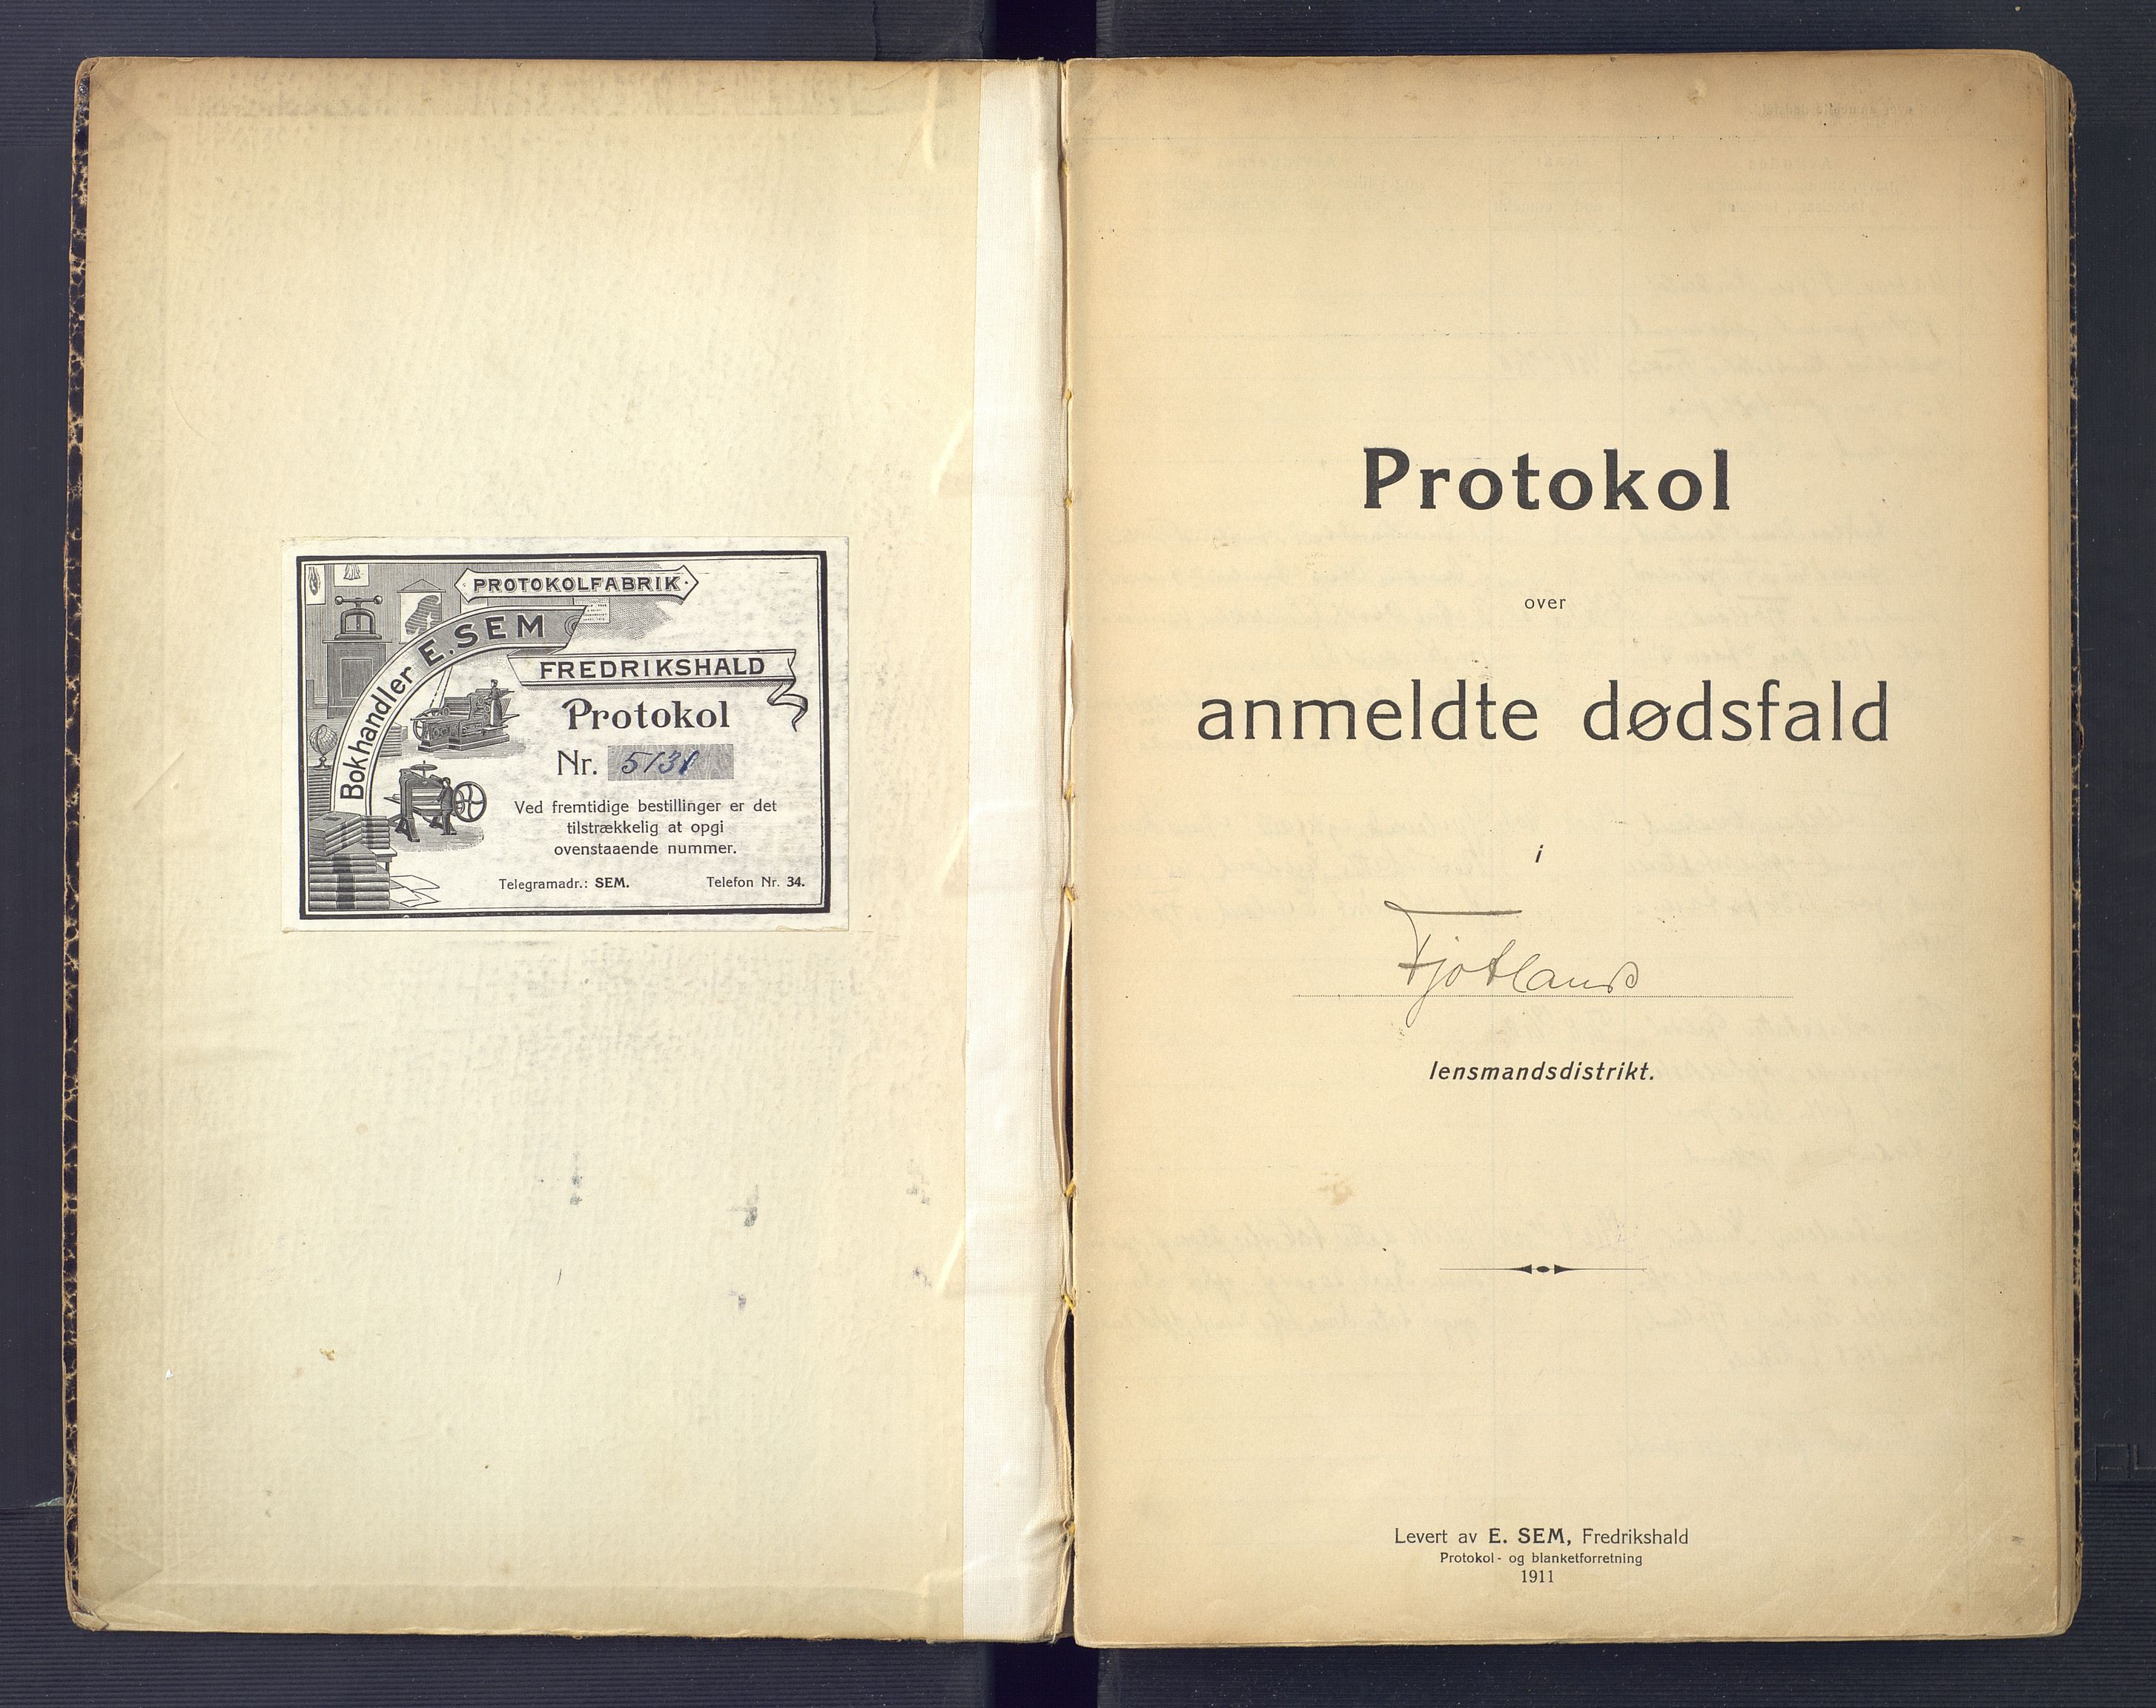 PROTOKOLFABRIK
Bokhandler E. SEM
FREDRIKSHALD
Protokol
Nr. 5131
Ved fremtidige bestillinger er det
tilstrækkelig at opgi
ovenstaaende nummer.
Telegramadr.: SEM. Telefon Nr. 34.
Protokol
over
anmeldte dødsfald
i
Fjotland
lensmandsdistrikt.
Levert av E. SEM, Fredrikshald
Protokol- og blanketforretning
1911